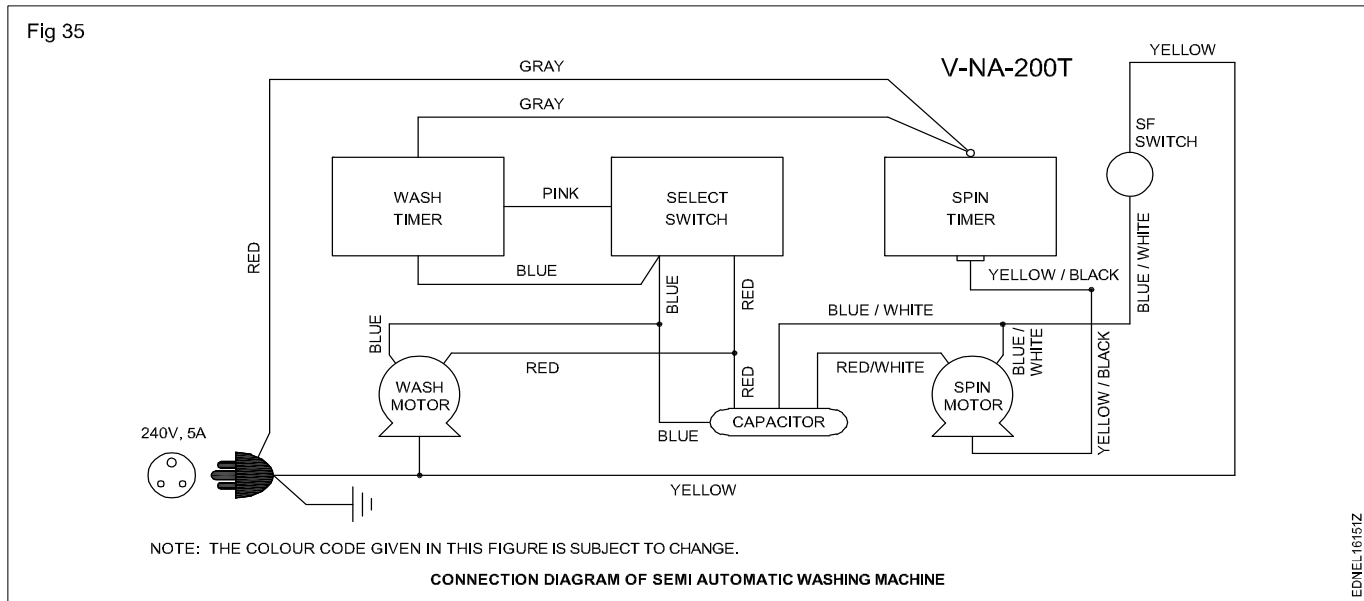 Fig 35
YELLOW
GRAY
V-NA-200T
GRAY
SF
SWITCH
WASH
TIMER
PINK
SELECT
SWITCH
SPIN
TIMER
RED
BLUE
BLUE
RED
YELLOW / BLACK
BLUE / WHITE
BLUE / WHITE
BLUE
RED
RED
RED/WHITE
BLUE /
WHITE
YELLOW / BLACK
WASH
MOTOR
SPIN
MOTOR
CAPACITOR
BLUE
240V, 5A
YELLOW
NOTE: THE COLOUR CODE GIVEN IN THIS FIGURE IS SUBJECT TO CHANGE.
CONNECTION DIAGRAM OF SEMI AUTOMATIC WASHING MACHINE
EDNEL16151Z